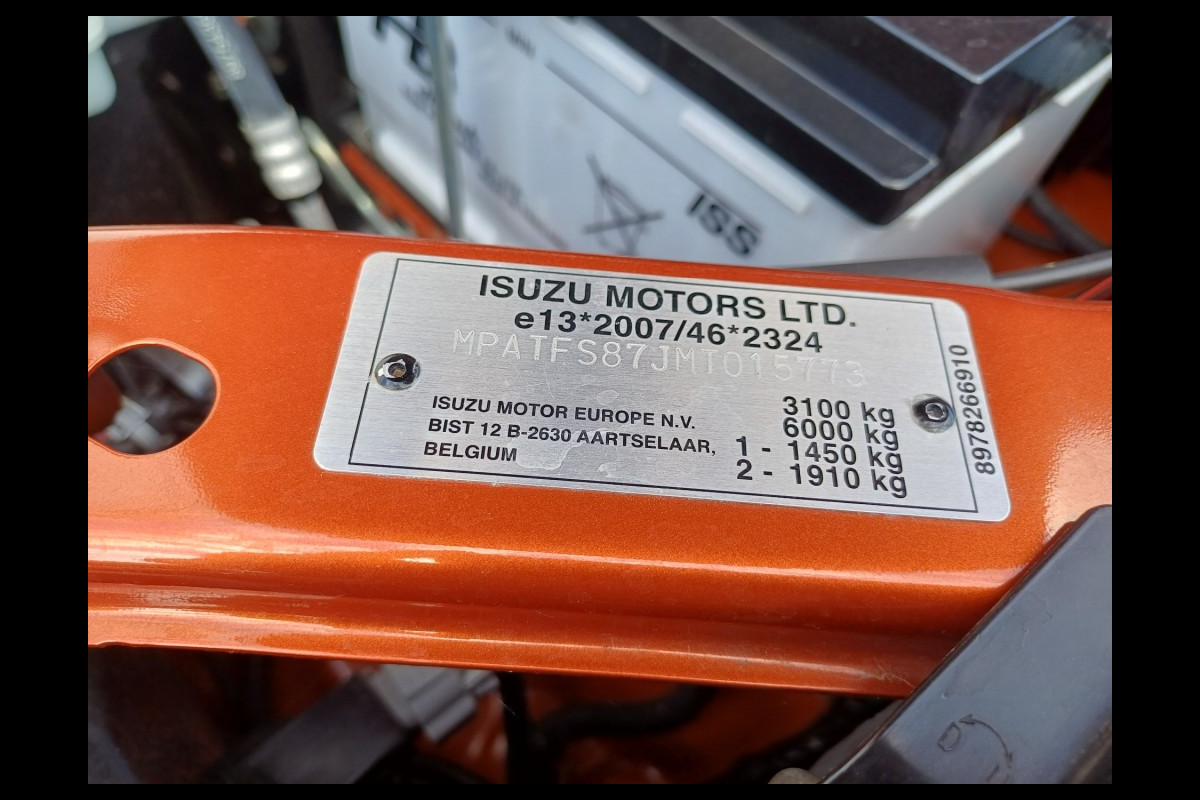 ISS
ISUZU MOTORS LTD.
e13*2007/46*2324
MPATFS87JMT015773
ISUZU MOTOR EUROPE N.V.
BIST 12 B-2630 AARTSELAAR,
BELGIUM
3100 kg
6000 kg
1 - 1450 kg
2 - 1910 kg
8978266910
D